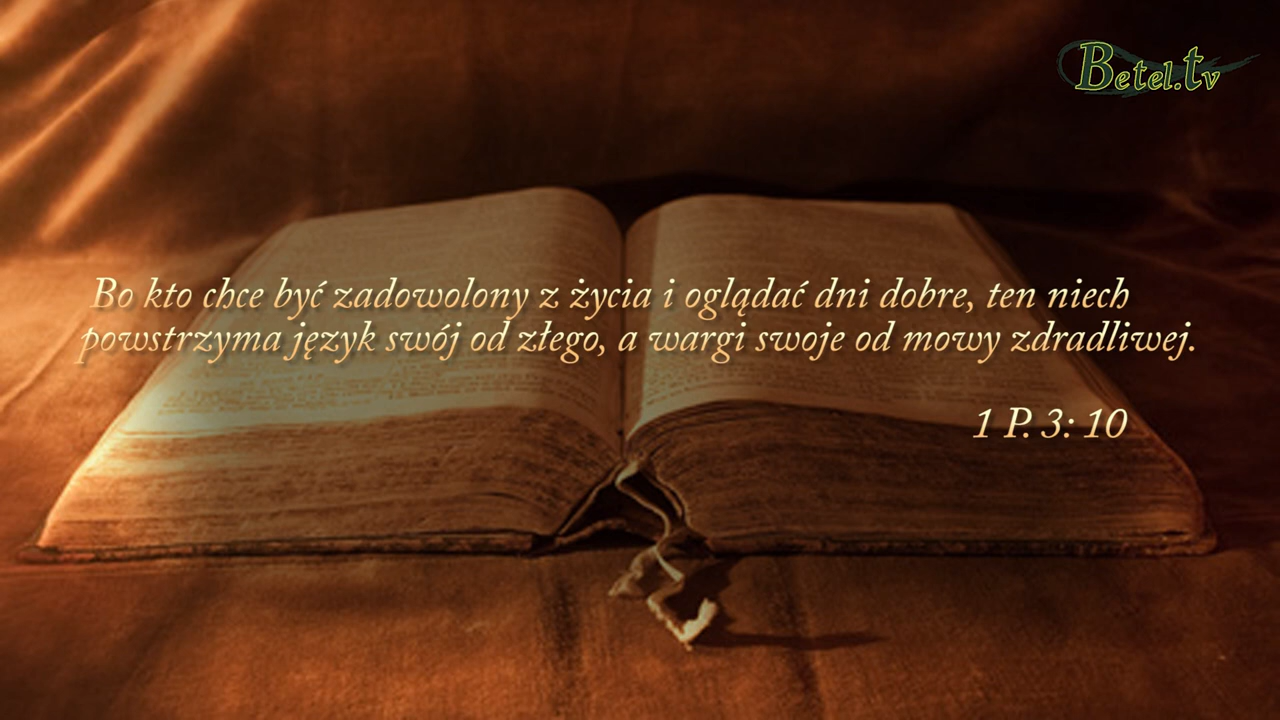 Betel.tv
Bo kto chce być zadowolony z życia i oglądać dni dobre, ten niech
powstrzyma język swój od złego, a wargi swoje od mowy zdradliwej.
1 P. 3: 10